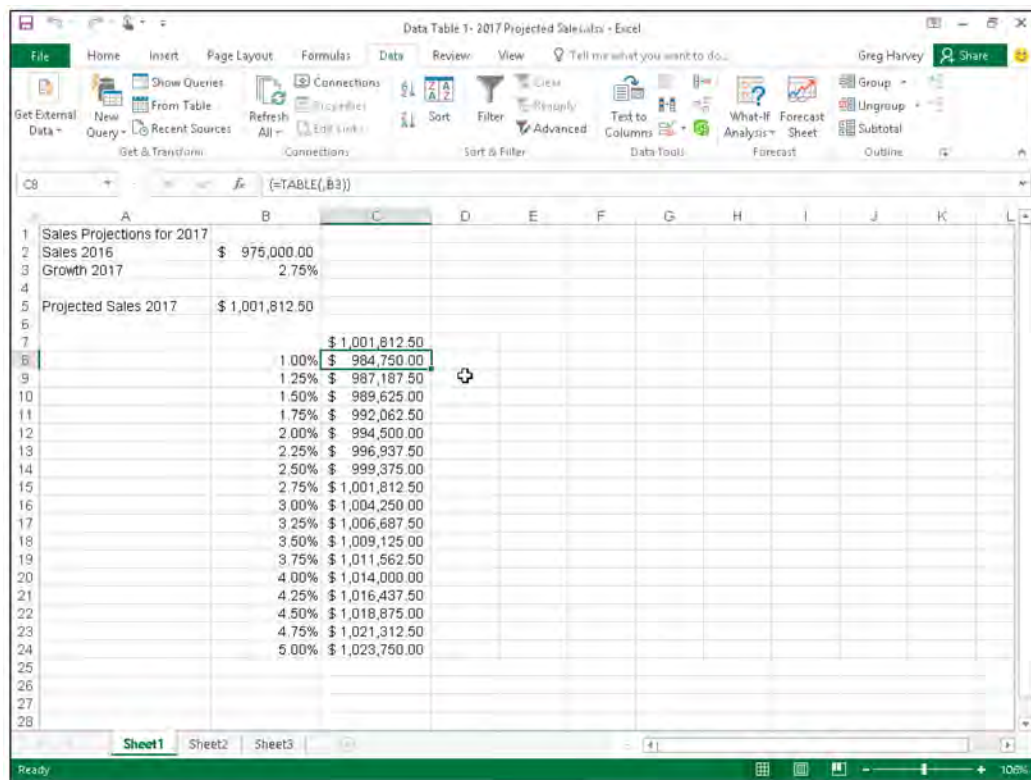 Data Table 1- 2017 Projected Sales.xlsx - Excel
File Home Insert Page Layout Formulas Data Review View Tell me what you want to do... Greg Harvey Share
Get External Data
New Query
Show Queries
From Table
Recent Sources
Get & Transform
Refresh All
Connections
Properties
Edit Links
Connections
Sort
Filter
Clear
Reapply
Advanced
Sort & Filter
Text to Columns
Data Tools
What-If Analysis
Forecast Sheet
Forecast
Group
Ungroup
Subtotal
Outline
C8 fx {=TABLE(,B3)}
A B C D E F G H I J K L
1 Sales Projections for 2017
2 Sales 2016 $ 975,000.00
3 Growth 2017 2.75%
4
5 Projected Sales 2017 $ 1,001,812.50
6
7 $ 1,001,812.50
8 1.00% $ 984,750.00
9 1.25% $ 987,187.50
10 1.50% $ 989,625.00
11 1.75% $ 992,062.50
12 2.00% $ 994,500.00
13 2.25% $ 996,937.50
14 2.50% $ 999,375.00
15 2.75% $ 1,001,812.50
16 3.00% $ 1,004,250.00
17 3.25% $ 1,006,687.50
18 3.50% $ 1,009,125.00
19 3.75% $ 1,011,562.50
20 4.00% $ 1,014,000.00
21 4.25% $ 1,016,437.50
22 4.50% $ 1,018,875.00
23 4.75% $ 1,021,312.50
24 5.00% $ 1,023,750.00
25
26
27
28
Sheet1 Sheet2 Sheet3
Ready 106%